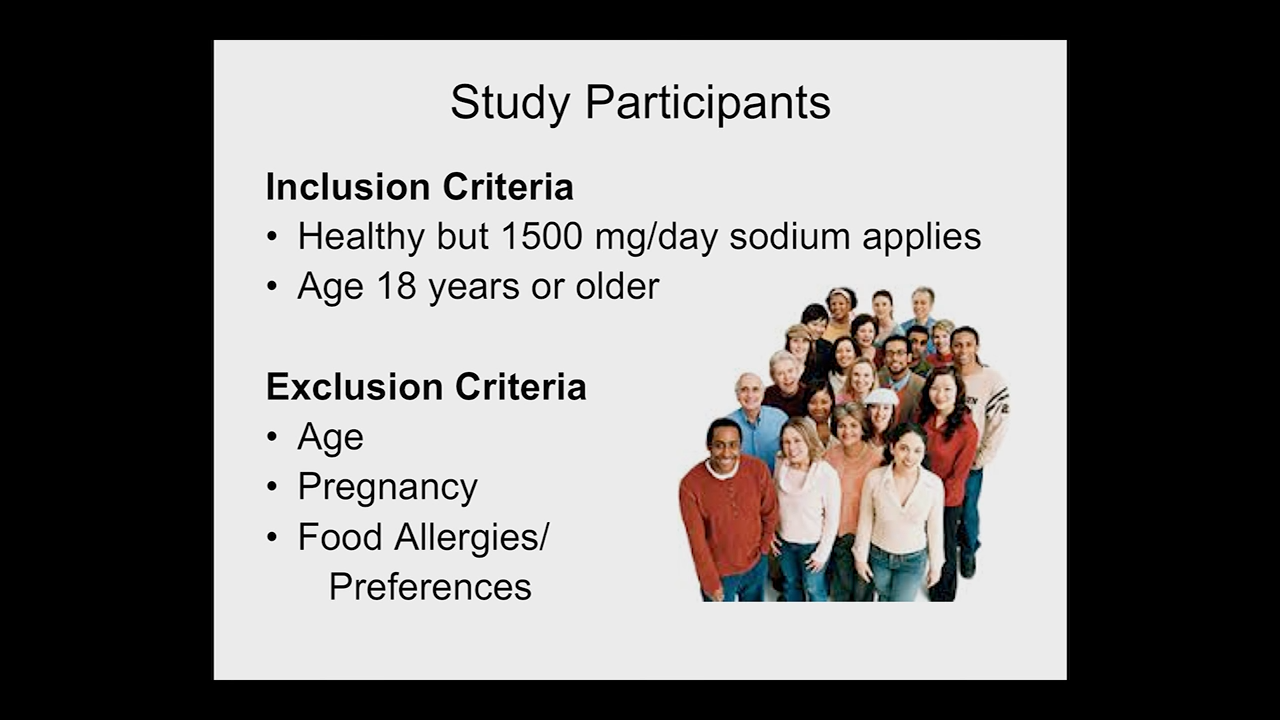 Study Participants
Inclusion Criteria
• Healthy but 1500 mg/day sodium applies
• Age 18 years or older
Exclusion Criteria
• Age
• Pregnancy
• Food Allergies/
Preferences